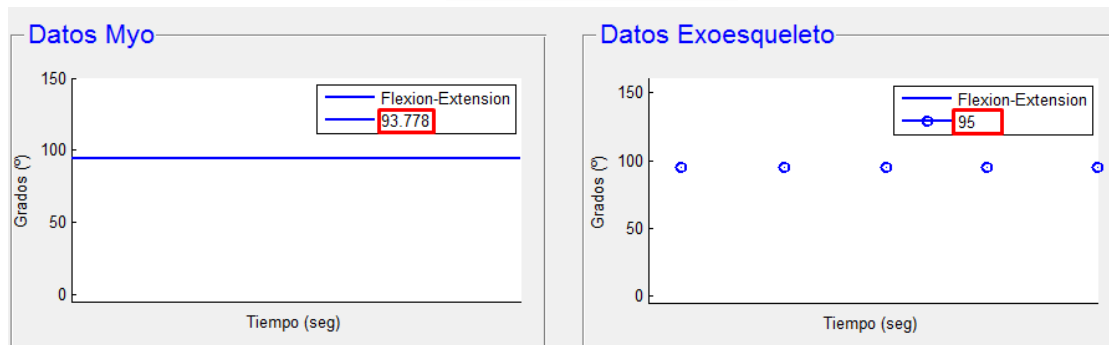 Datos Myo
150
100
50
0
Grados (º)
Flexion-Extension
93.778
Tiempo (seg)
Datos Exoesqueleto
150
100
50
0
Grados (º)
Flexion-Extension
95
Tiempo (seg)